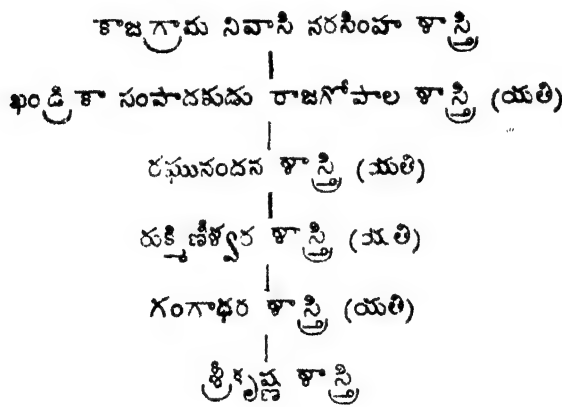 కాజగ్రామ నివాసి నరసింహ శాస్త్రి
ఖండ్రికా సంపాదకుడు రాజగోపాల శాస్త్రి (యతి)
రఘునందన శాస్త్రి (యతి)
రుక్మిణీశ్వర శాస్త్రి (యతి)
గంగాధర శాస్త్రి (యతి)
శ్రీకృష్ణ శాస్త్రి